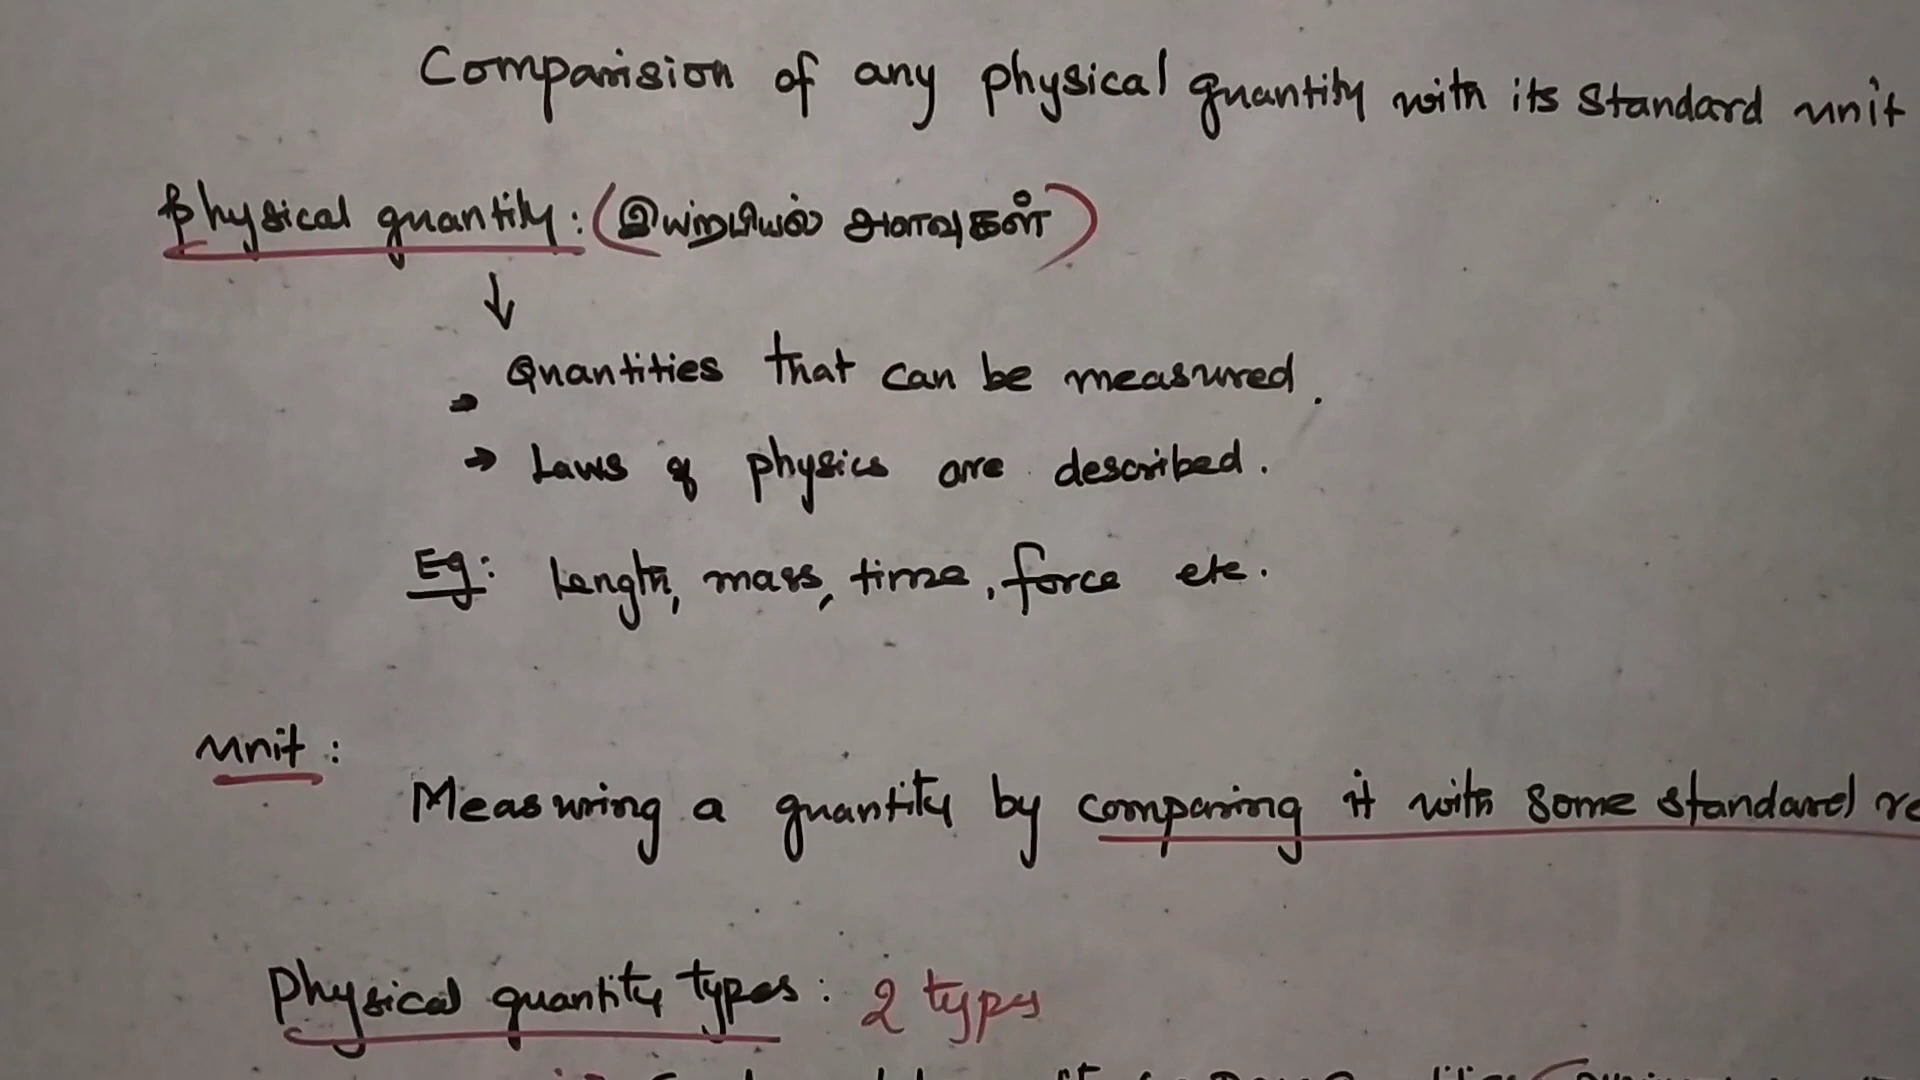 Comparision of any physical quantity with its standard unit
Physical quantity: (இயற்பியல் அளவுகள்)
↓
→ Quantities that can be measured.
→ Laws of physics are described.
Eg: Length, mass, time, force etc.
Unit:
Measuring a quantity by comparing it with some standard
Physical quantity types: 2 types